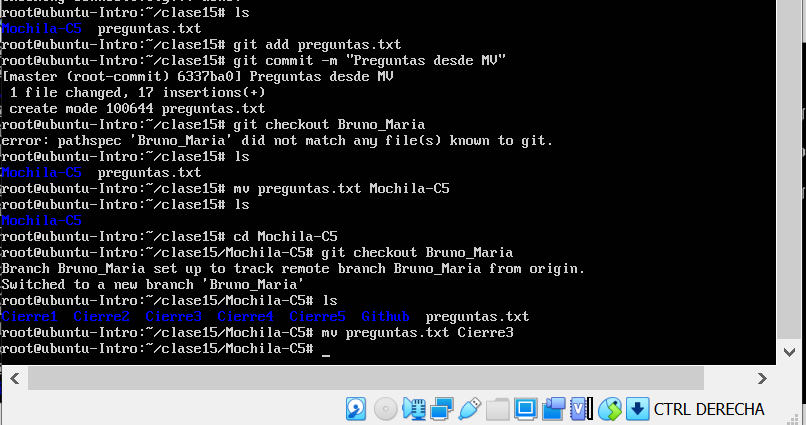 root@ubuntu-Intro:~/clase15# ls
Mochila-C5  preguntas.txt
root@ubuntu-Intro:~/clase15# git add preguntas.txt
root@ubuntu-Intro:~/clase15# git commit -m "Preguntas desde MV"
[master (root-commit) 6337ba0] Preguntas desde MV
 1 file changed, 17 insertions(+)
 create mode 100644 preguntas.txt
root@ubuntu-Intro:~/clase15# git checkout Bruno_Maria
error: pathspec 'Bruno_Maria' did not match any file(s) known to git.
root@ubuntu-Intro:~/clase15# ls
Mochila-C5  preguntas.txt
root@ubuntu-Intro:~/clase15# mv preguntas.txt Mochila-C5
root@ubuntu-Intro:~/clase15# ls
Mochila-C5
root@ubuntu-Intro:~/clase15# cd Mochila-C5
root@ubuntu-Intro:~/clase15/Mochila-C5# git checkout Bruno_Maria
Branch Bruno_Maria set up to track remote branch Bruno_Maria from origin.
Switched to a new branch 'Bruno_Maria'
root@ubuntu-Intro:~/clase15/Mochila-C5# ls
Cierre1  Cierre2  Cierre3  Cierre4  Cierre5  Github  preguntas.txt
root@ubuntu-Intro:~/clase15/Mochila-C5# mv preguntas.txt Cierre3
root@ubuntu-Intro:~/clase15/Mochila-C5# _
CTRL DERECHA